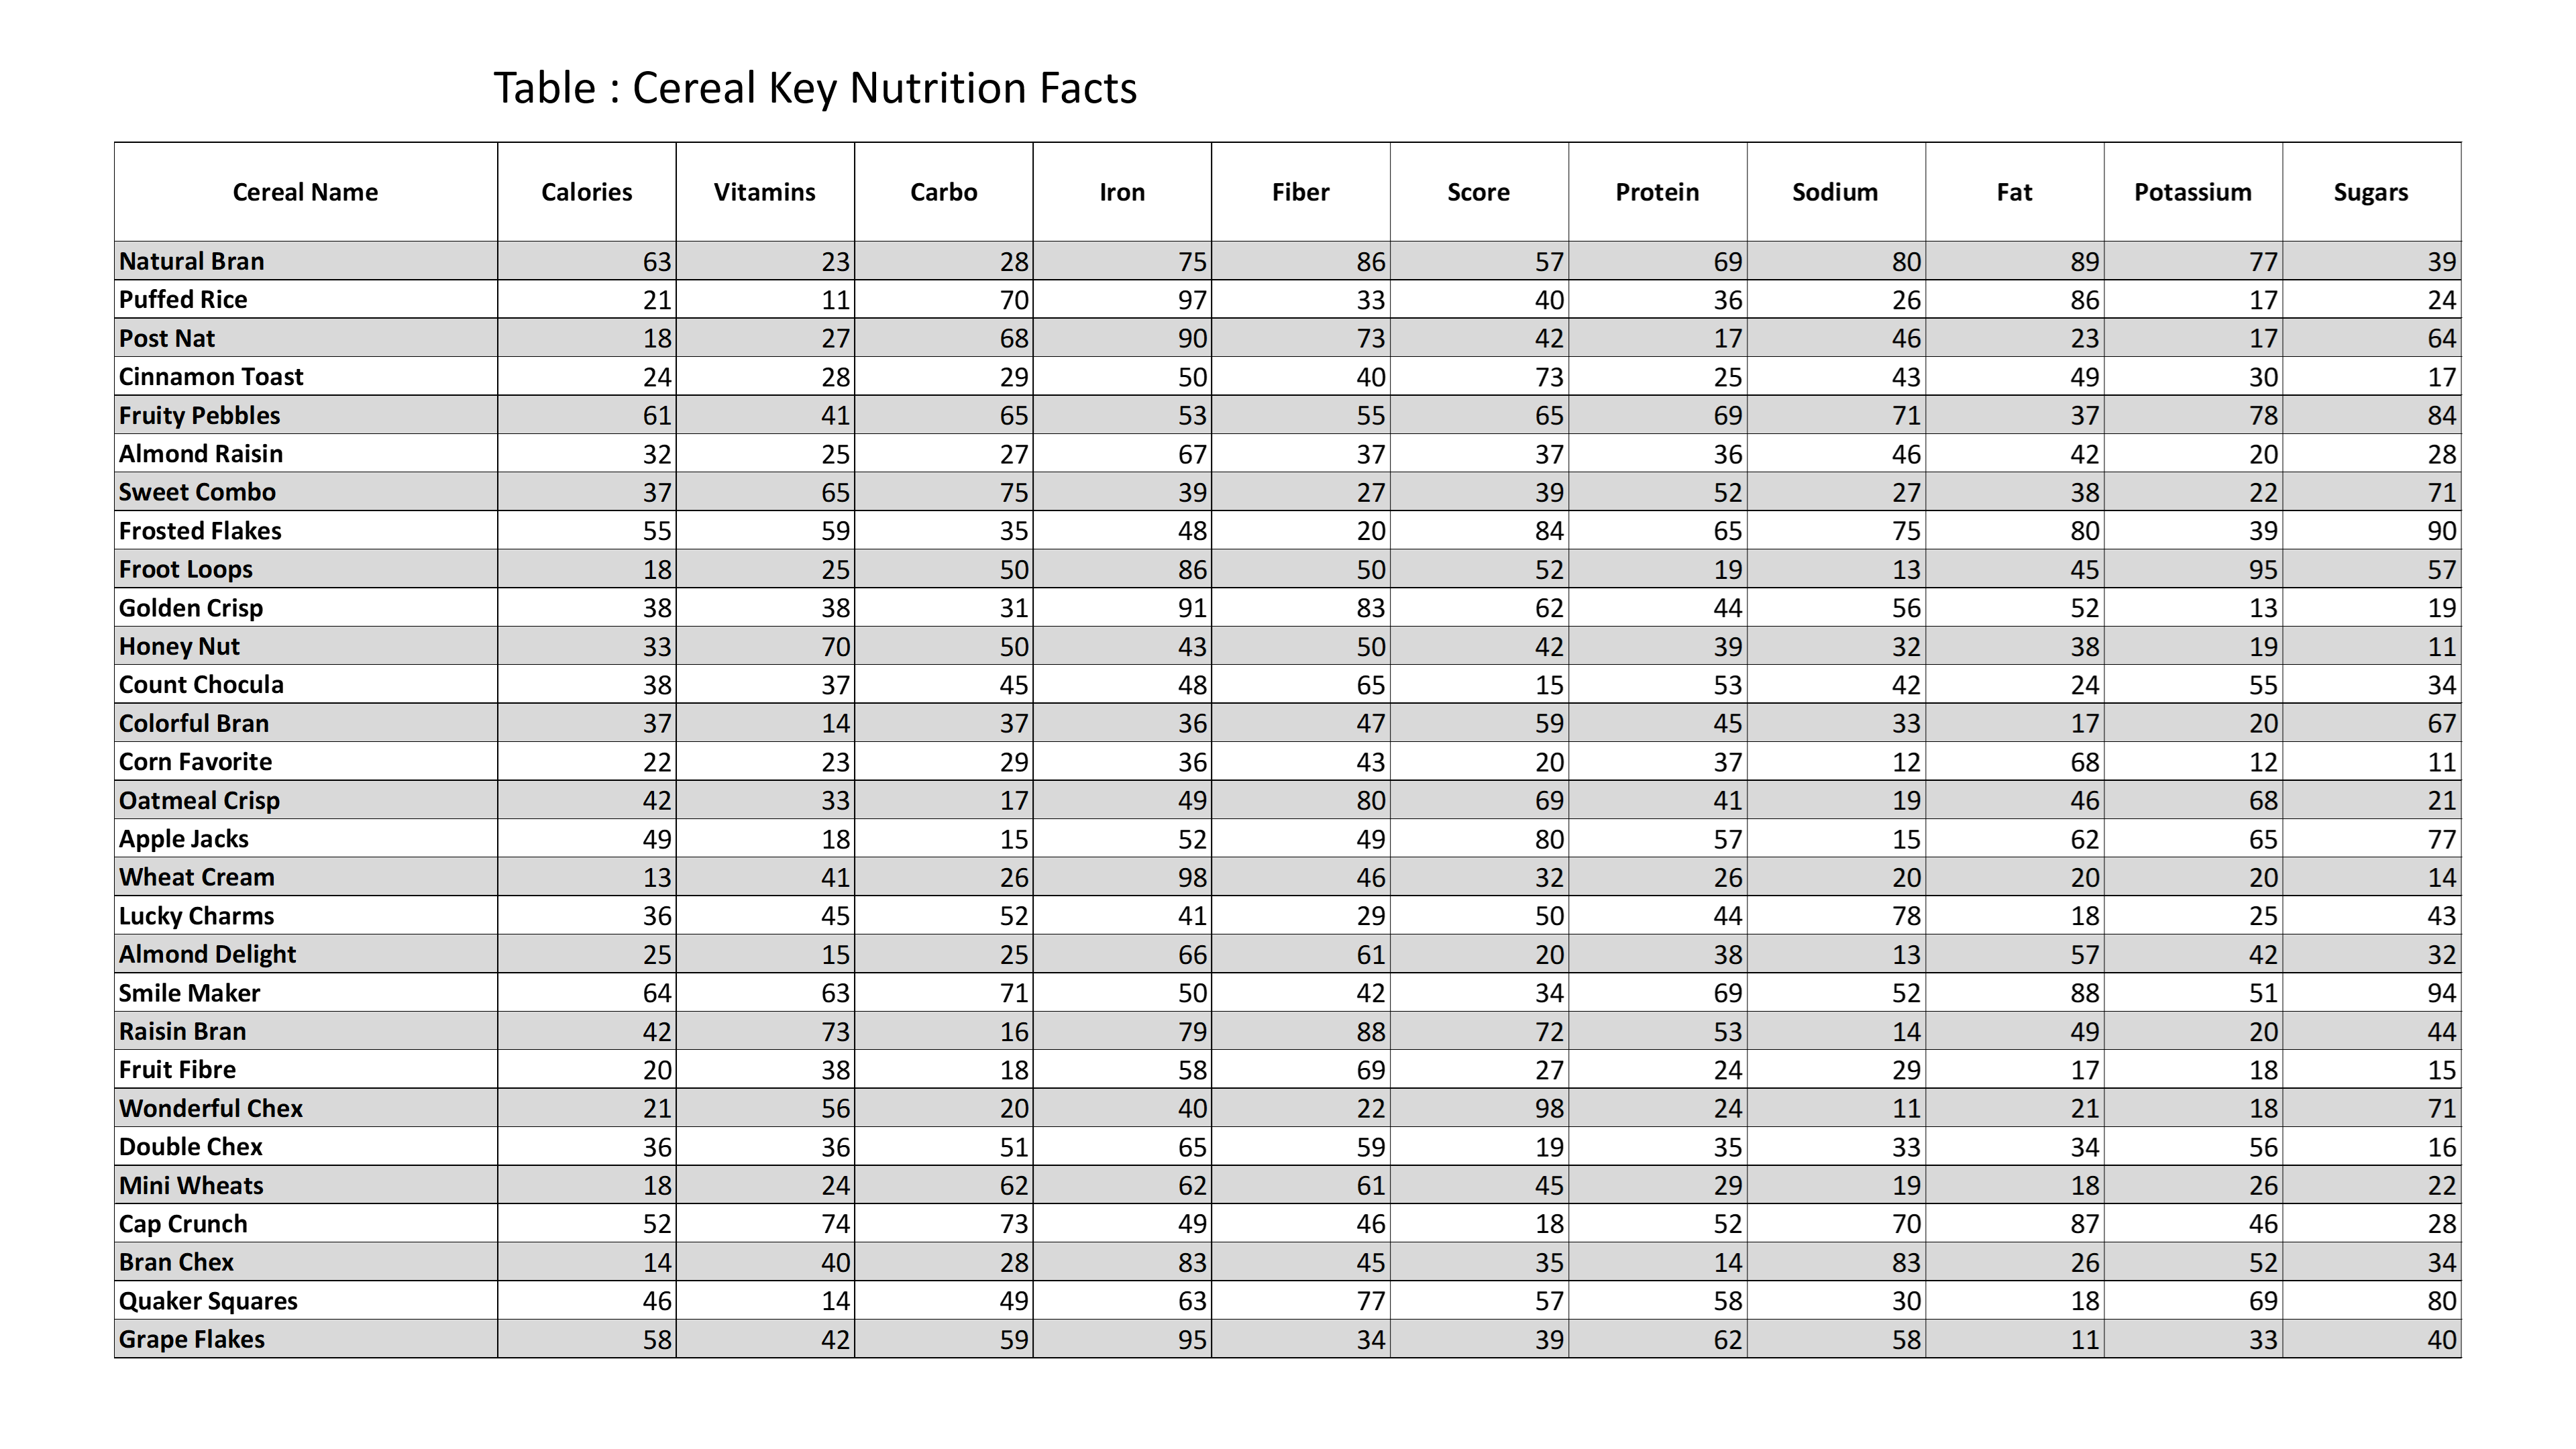 Table : Cereal Key Nutrition Facts
Cereal Name Calories Vitamins Carbo Iron Fiber Score Protein Sodium Fat Potassium Sugars
Natural Bran 63 23 28 75 86 57 69 80 89 77 39
Puffed Rice 21 11 70 97 33 40 36 26 86 17 24
Post Nat 18 27 68 90 73 42 17 46 23 17 64
Cinnamon Toast 24 28 29 50 40 73 25 43 49 30 17
Fruity Pebbles 61 41 65 53 55 65 69 71 37 78 84
Almond Raisin 32 25 27 67 37 37 36 46 42 20 28
Sweet Combo 37 65 75 39 27 39 52 27 38 22 71
Frosted Flakes 55 59 35 48 20 84 65 75 80 39 90
Froot Loops 18 25 50 86 50 52 19 13 45 95 57
Golden Crisp 38 38 31 91 83 62 44 56 52 13 19
Honey Nut 33 70 50 43 50 42 39 32 38 19 11
Count Chocula 38 37 45 48 65 15 53 42 24 55 34
Colorful Bran 37 14 37 36 47 59 45 33 17 20 67
Corn Favorite 22 23 29 36 43 20 37 12 68 12 11
Oatmeal Crisp 42 33 17 49 80 69 41 19 46 68 21
Apple Jacks 49 18 15 52 49 80 57 15 62 65 77
Wheat Cream 13 41 26 98 46 32 26 20 20 20 14
Lucky Charms 36 45 52 41 29 50 44 78 18 25 43
Almond Delight 25 15 25 66 61 20 38 13 57 42 32
Smile Maker 64 63 71 50 42 34 69 52 88 51 94
Raisin Bran 42 73 16 79 88 72 53 14 49 20 44
Fruit Fibre 20 38 18 58 69 27 24 29 17 18 15
Wonderful Chex 21 56 20 40 22 98 24 11 21 18 71
Double Chex 36 36 51 65 59 19 35 33 34 56 16
Mini Wheats 18 24 62 62 61 45 29 19 18 26 22
Cap Crunch 52 74 73 49 46 18 52 70 87 46 28
Bran Chex 14 40 28 83 45 35 14 83 26 52 34
Quaker Squares 46 14 49 63 77 57 58 30 18 69 80
Grape Flakes 58 42 59 95 34 39 62 58 11 33 40